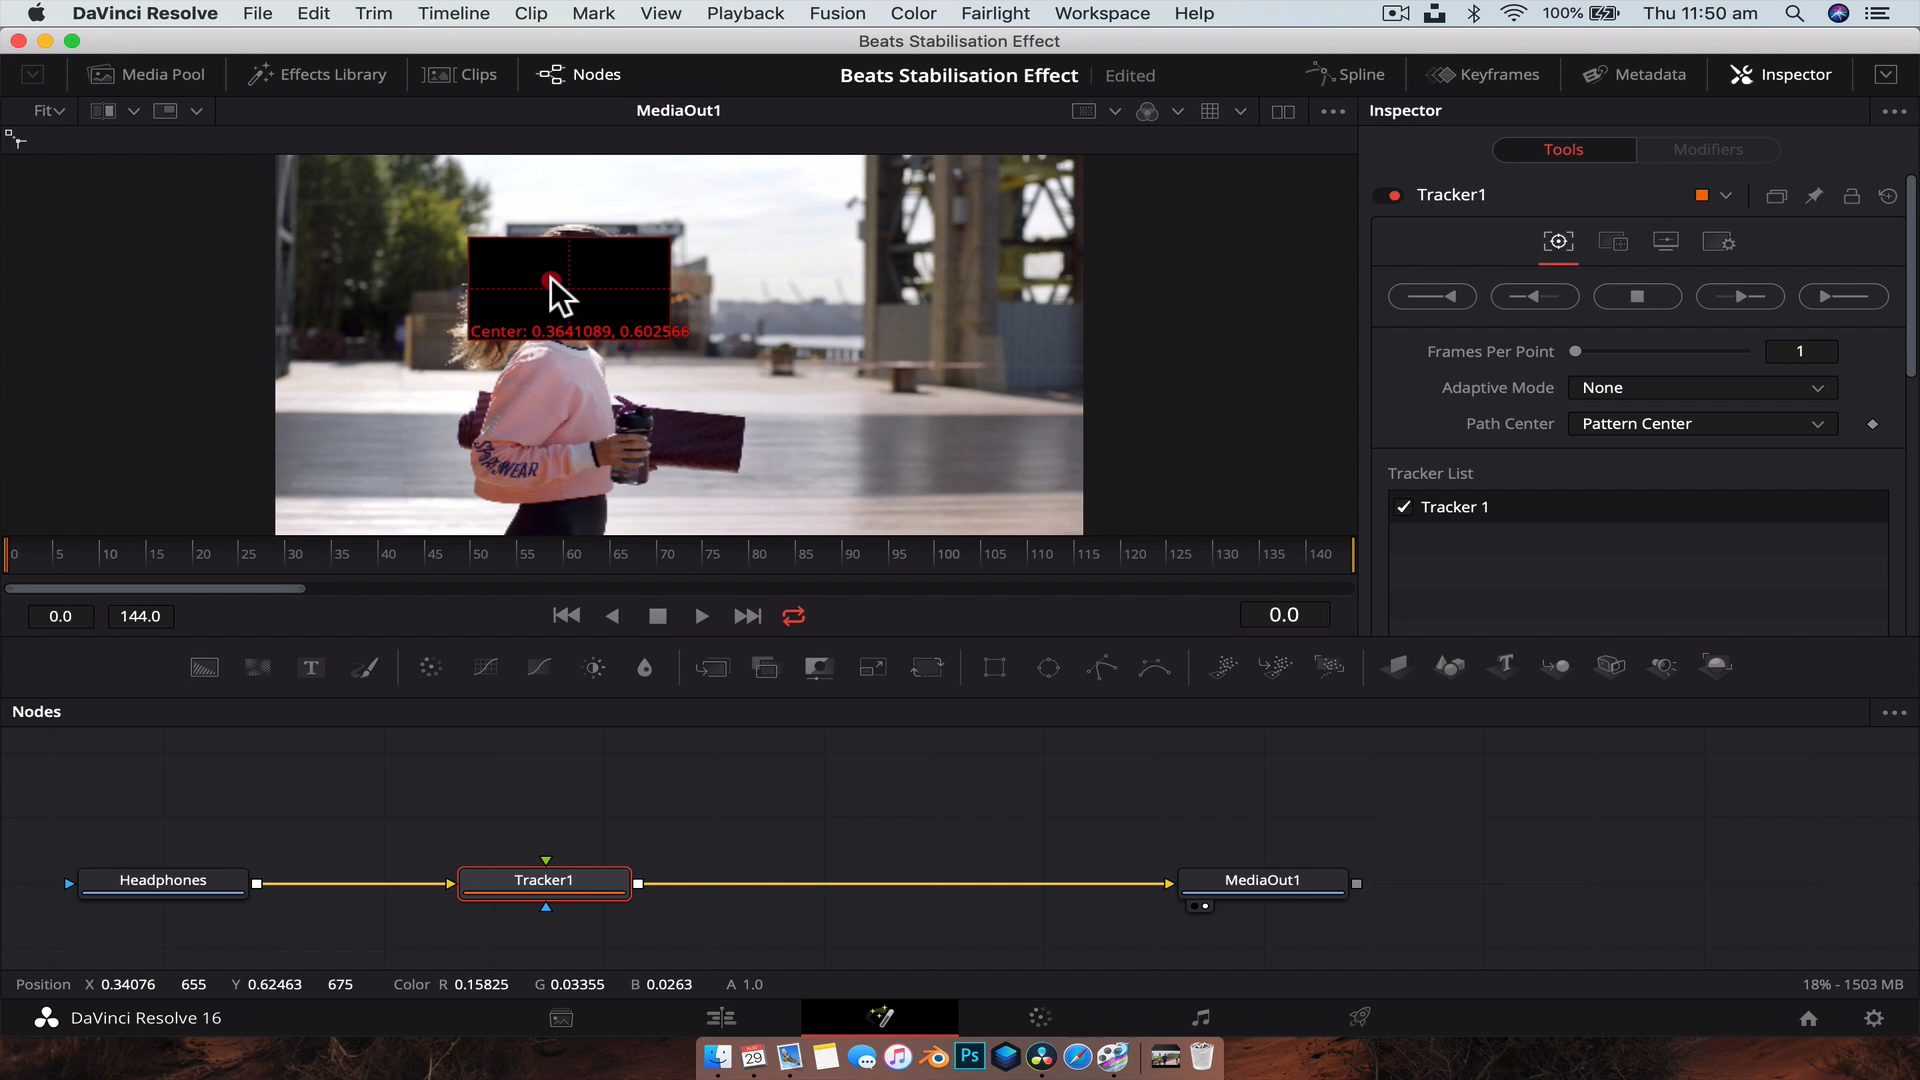 DaVinci Resolve File Edit Trim Timeline Clip Mark View Playback Fusion Color Fairlight Workspace Help 100% Thu 11:50 am
Beats Stabilisation Effect
Media Pool Effects Library Clips Nodes Beats Stabilisation Effect Edited Spline Keyframes Metadata Inspector
Fit MediaOut1 Inspector
Tools Modifiers
Tracker1
Center: 0.3641089, 0.602566
SPORTWEAR
Frames Per Point 1
Adaptive Mode None
Path Center Pattern Center
Tracker List
Tracker 1
0 5 10 15 20 25 30 35 40 45 50 55 60 65 70 75 80 85 90 95 100 105 110 115 120 125 130 135 140
0.0 144.0 0.0
T T
Nodes
Headphones Tracker1 MediaOut1
Position X 0.34076 655 Y 0.62463 675 Color R 0.15825 G 0.03355 B 0.0263 A 1.0 18% - 1503 MB
DaVinci Resolve 16
AUG 29 Ps